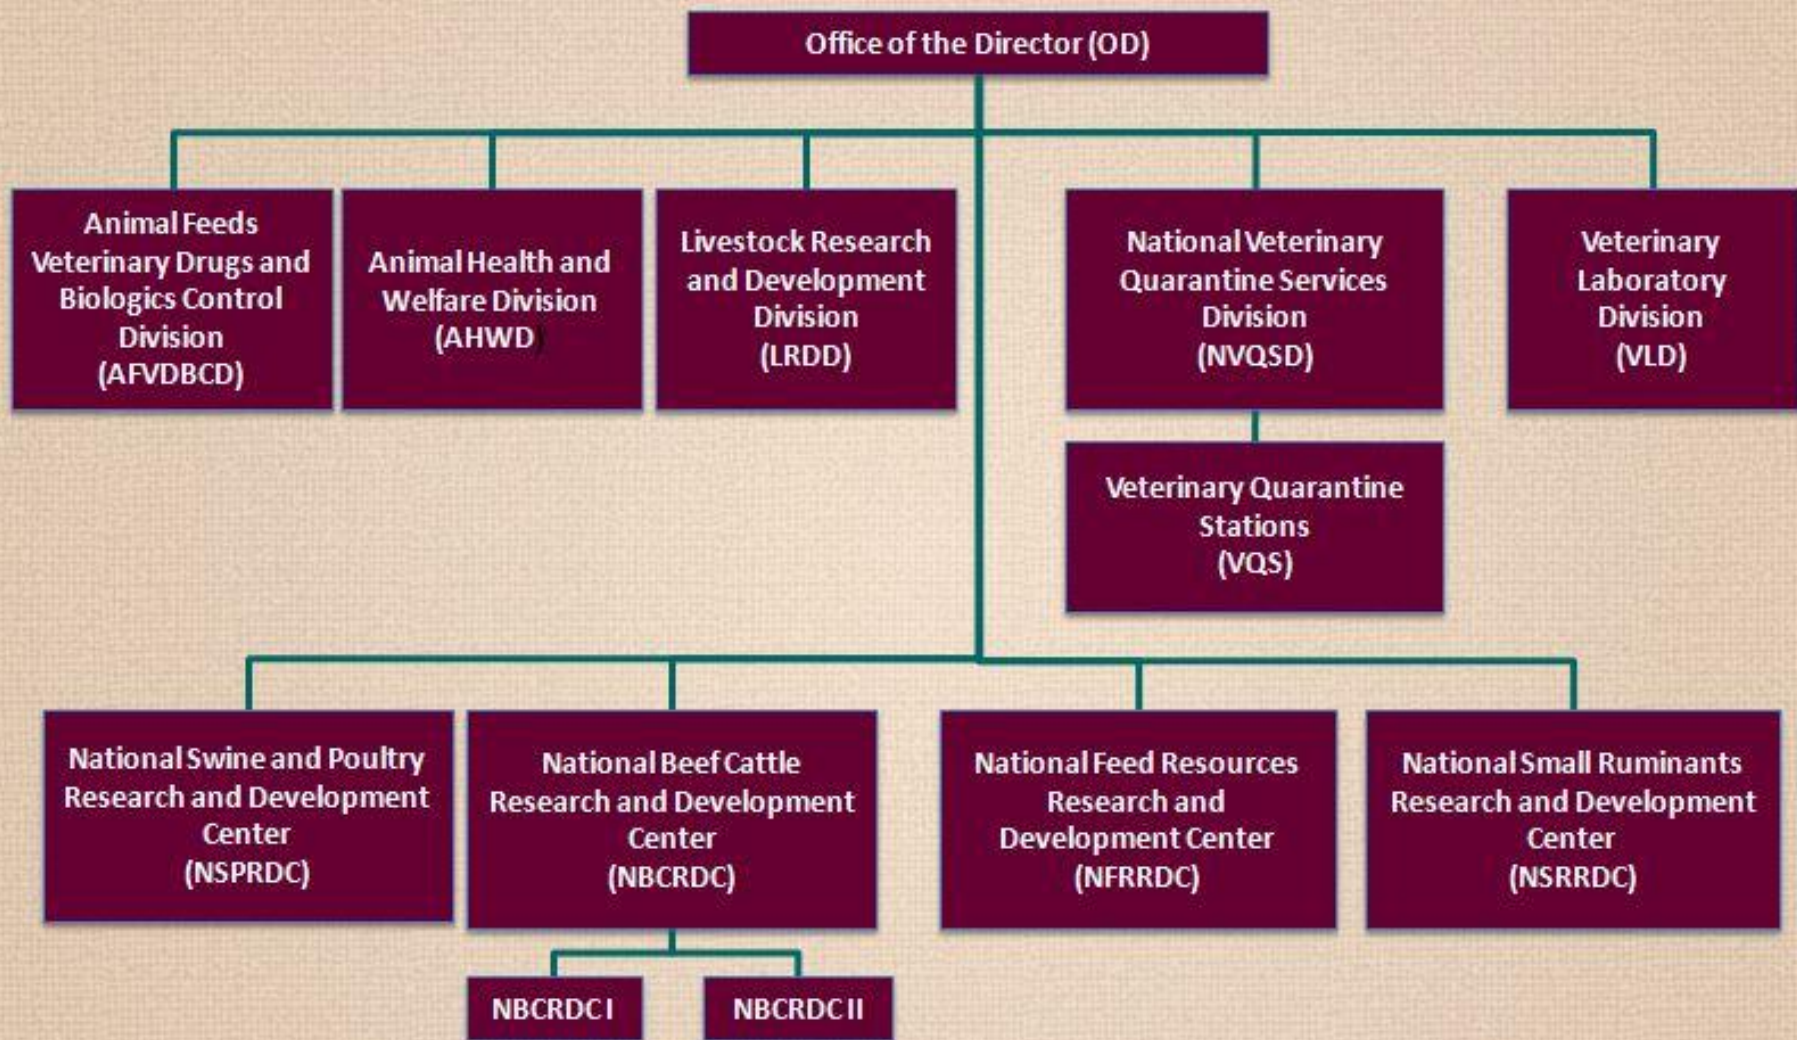 Office of the Director (OD)
Animal Feeds
Veterinary Drugs and
Biologics Control
Division
(AFVDBCD)
Animal Health and
Welfare Division
(AHWD)
Livestock Research
and Development
Division
(LRDD)
National Veterinary
Quarantine Services
Division
(NVQSD)
Veterinary
Laboratory
Division
(VLD)
Veterinary Quarantine
Stations
(VQS)
National Swine and Poultry
Research and Development
Center
(NSPRDC)
National Beef Cattle
Research and Development
Center
(NBCRDC)
National Feed Resources
Research and
Development Center
(NFRRDC)
National Small Ruminants
Research and Development
Center
(NSRRDC)
NBCRDC I
NBCRDC II